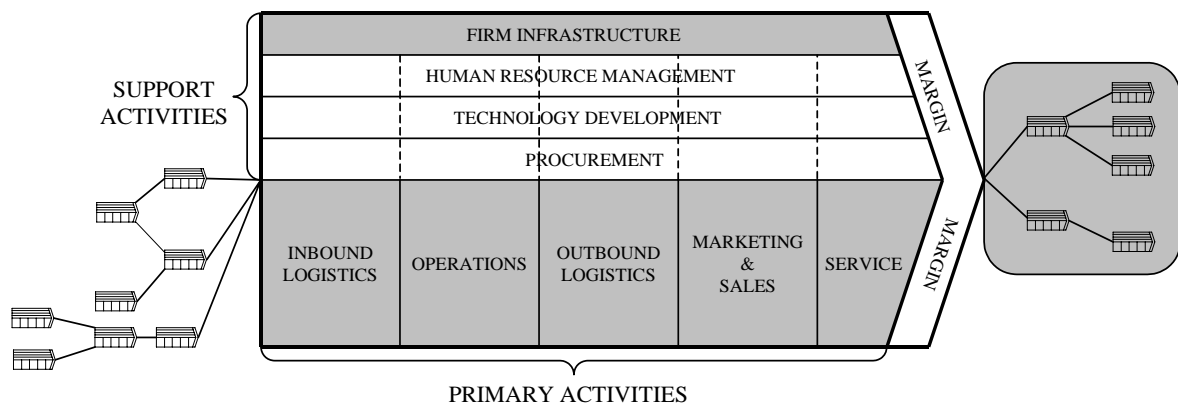 FIRM INFRASTRUCTURE
HUMAN RESOURCE MANAGEMENT
TECHNOLOGY DEVELOPMENT
PROCUREMENT
SUPPORT
ACTIVITIES
MARGIN
INBOUND
LOGISTICS
OPERATIONS
OUTBOUND
LOGISTICS
MARKETING
&
SALES
SERVICE
MARGIN
PRIMARY ACTIVITIES